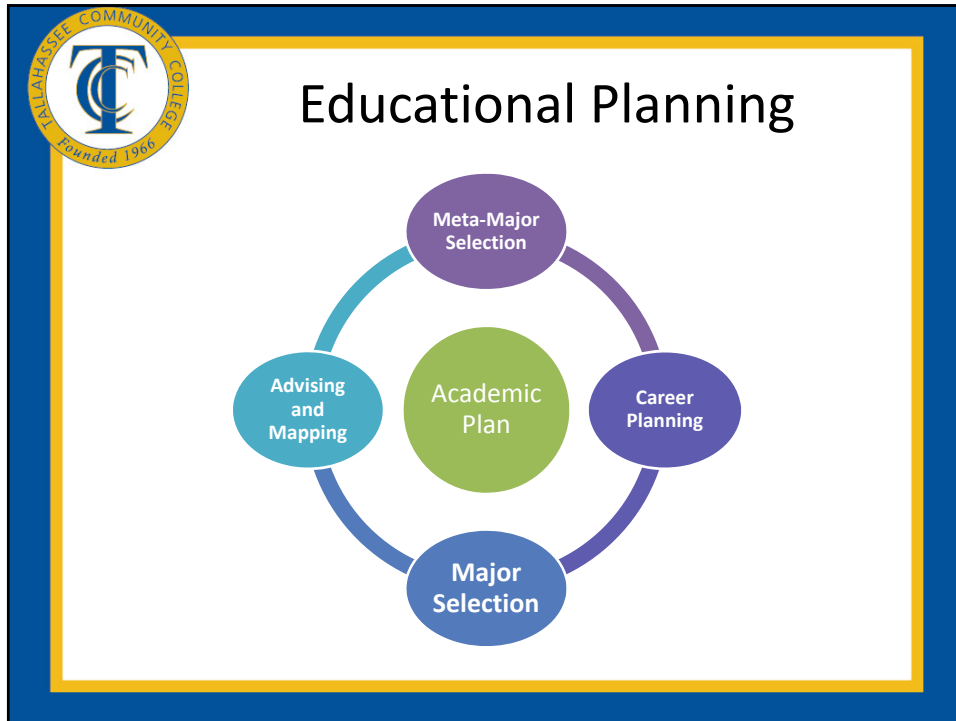 TALLAHASSEE COMMUNITY COLLEGE
TCC
Founded 1966
Educational Planning
Meta-Major
Selection
Advising
and
Mapping
Academic
Plan
Career
Planning
Major
Selection